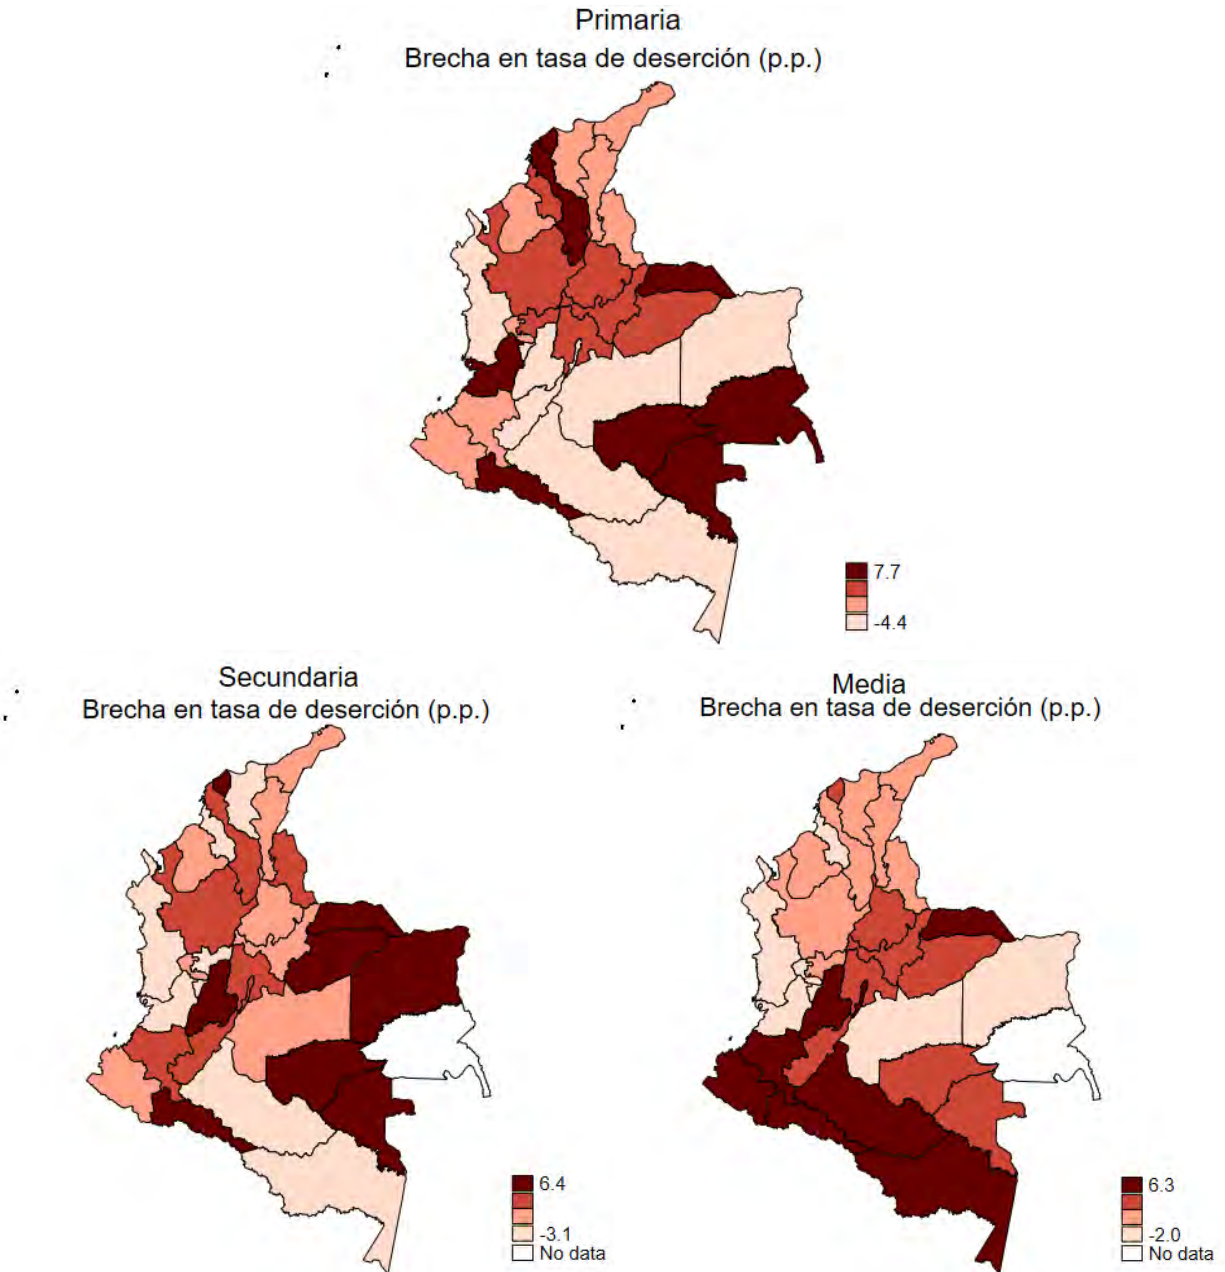 Primaria
Brecha en tasa de deserción (p.p.)
7.7
-4.4
Secundaria
Brecha en tasa de deserción (p.p.)
6.4
-3.1
No data
Media
Brecha en tasa de deserción (p.p.)
6.3
-2.0
No data